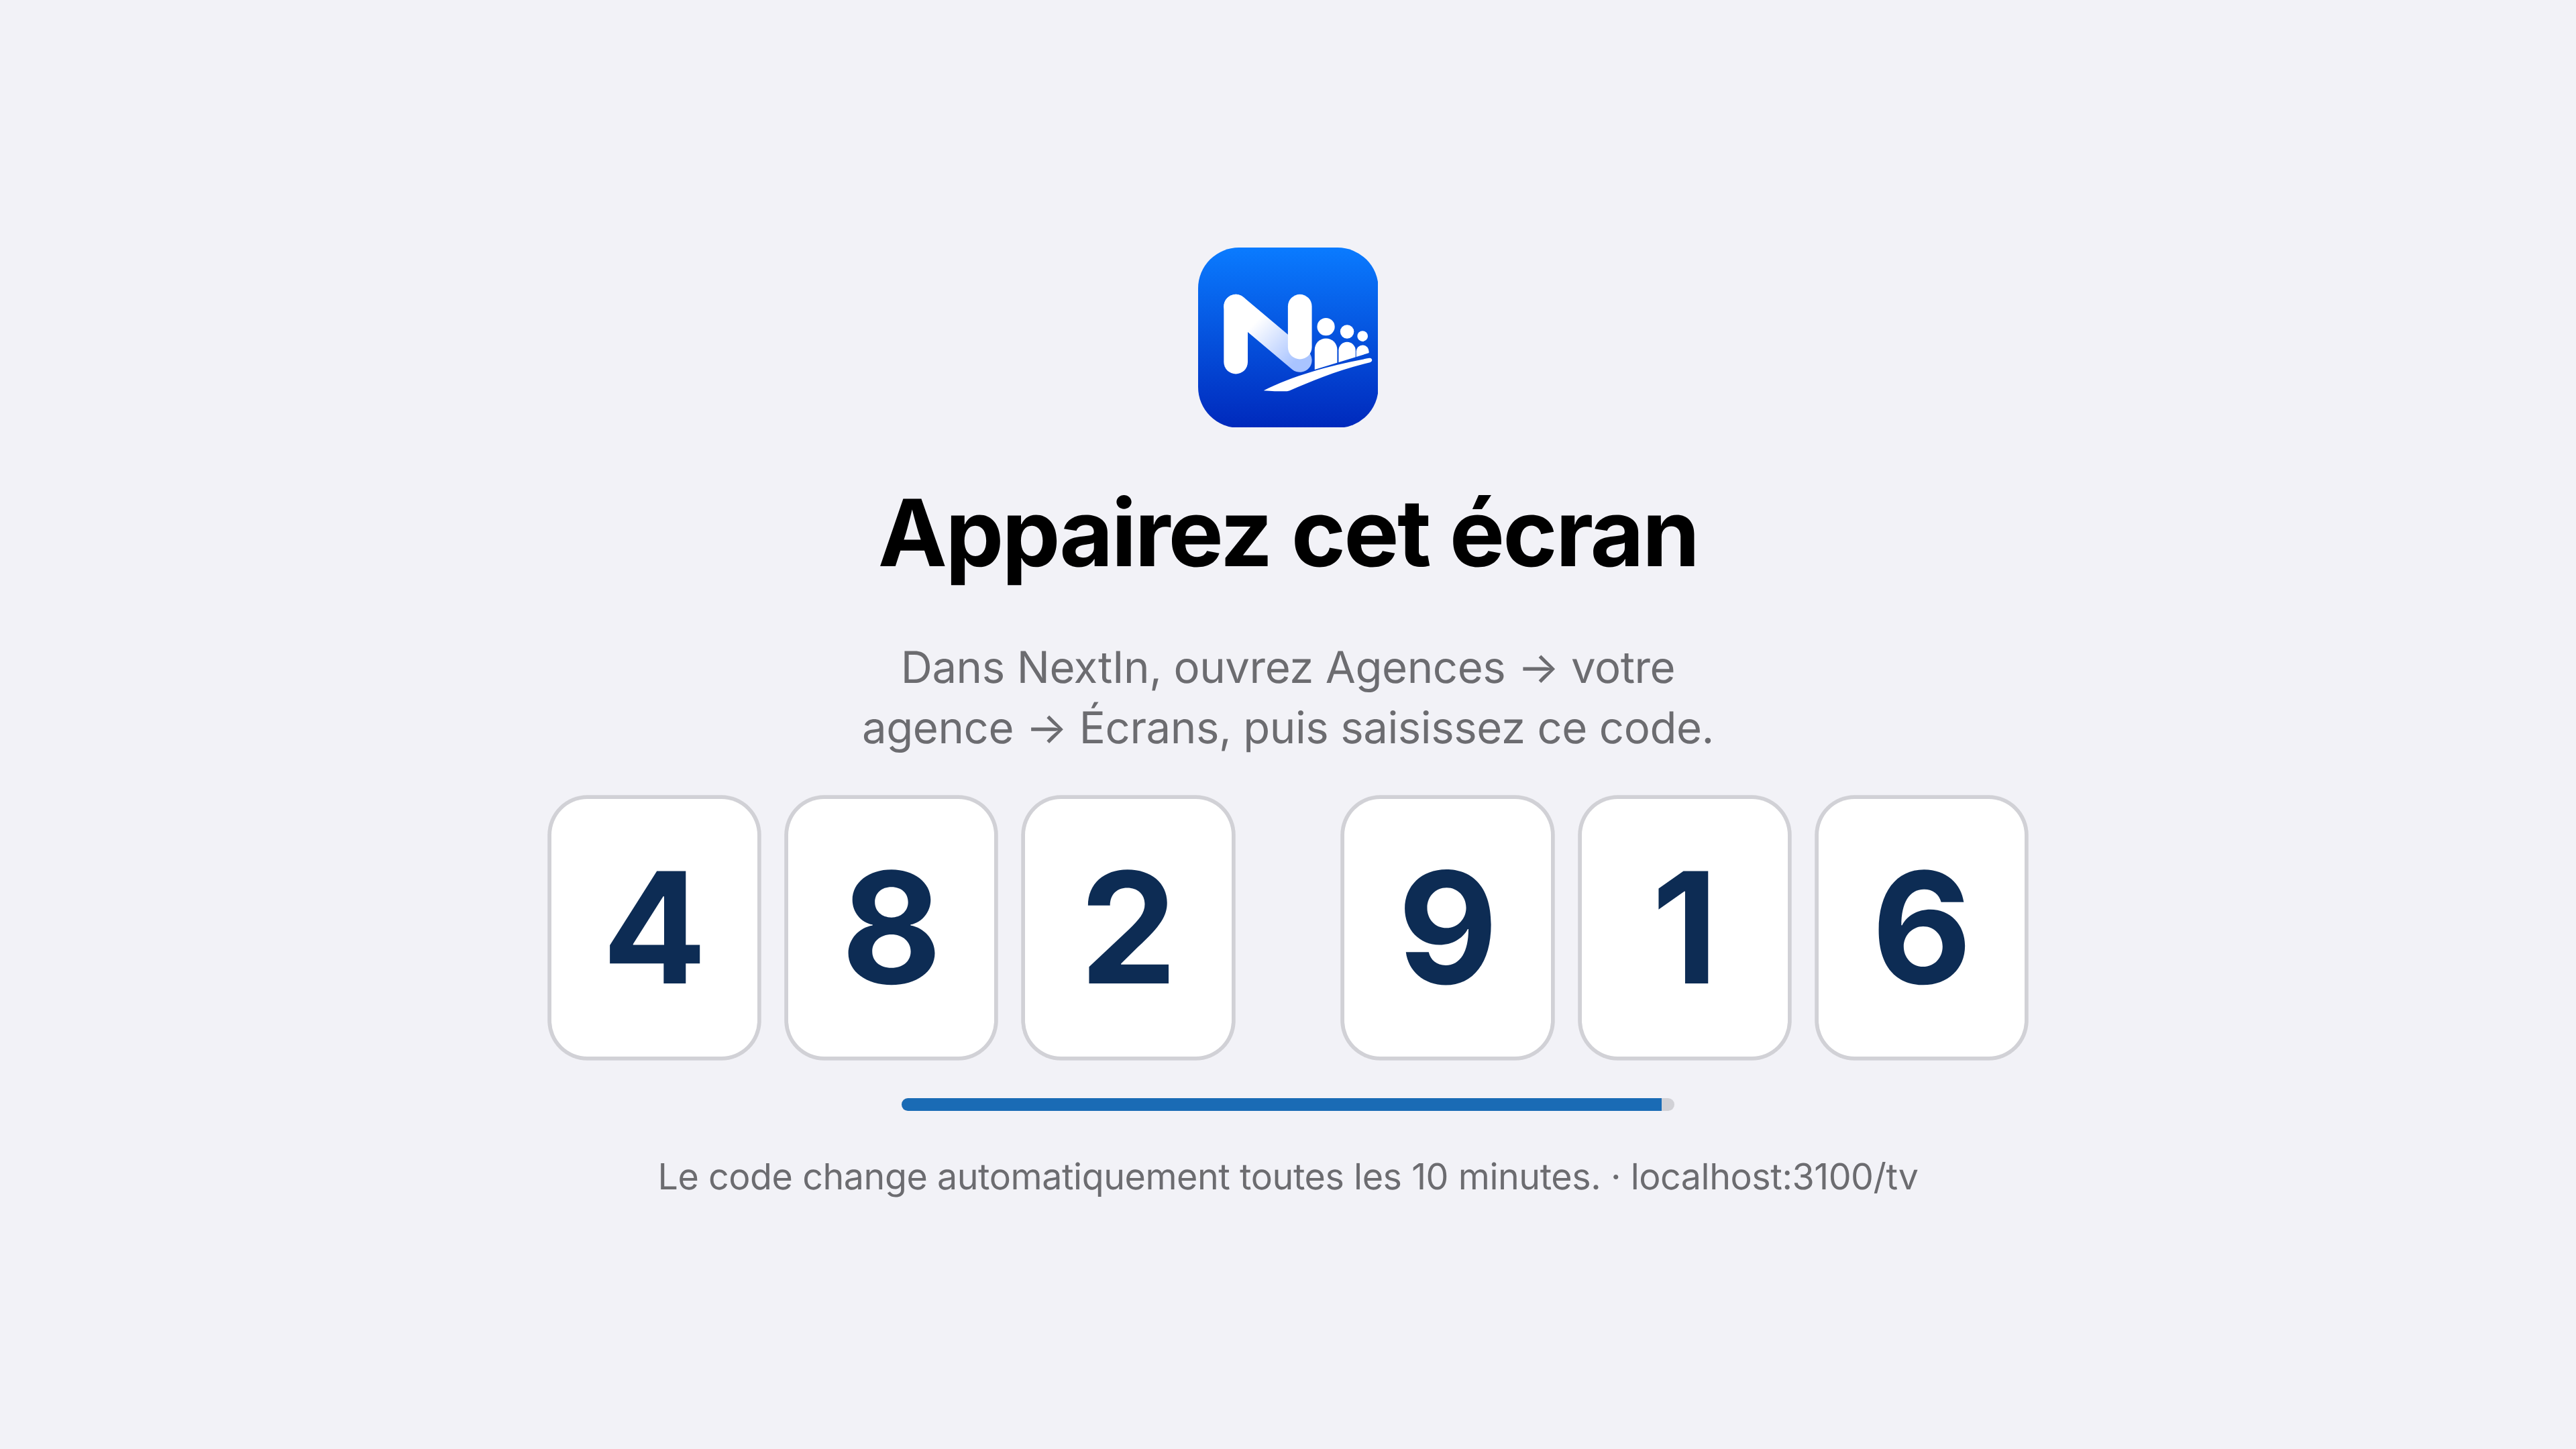 N
Appairez cet écran
Dans NextIn, ouvrez Agences → votre
agence → Écrans, puis saisissez ce code.
4 8 2 9 1 6
Le code change automatiquement toutes les 10 minutes. · localhost:3100/tv